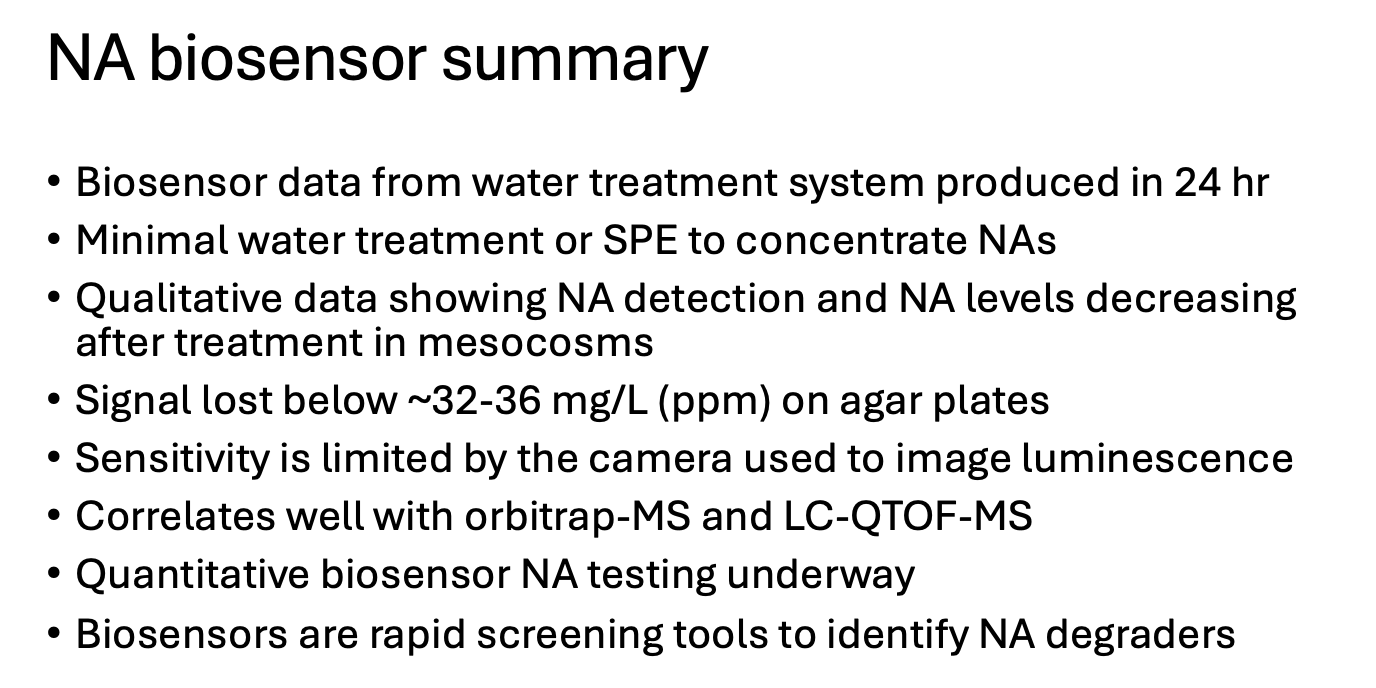 NA biosensor summary
• Biosensor data from water treatment system produced in 24 hr
• Minimal water treatment or SPE to concentrate NAs
• Qualitative data showing NA detection and NA levels decreasing
after treatment in mesocosms
• Signal lost below ~32-36 mg/L (ppm) on agar plates
• Sensitivity is limited by the camera used to image luminescence
• Correlates well with orbitrap-MS and LC-QTOF-MS
• Quantitative biosensor NA testing underway
• Biosensors are rapid screening tools to identify NA degraders